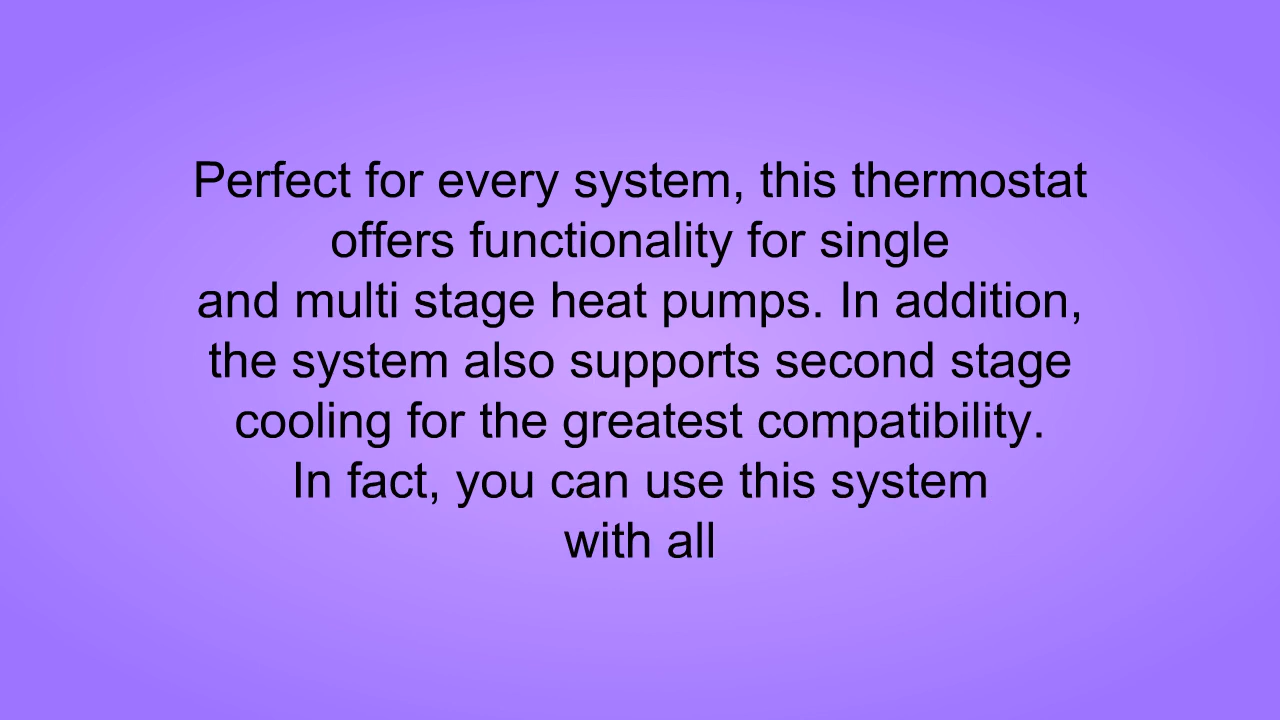 Perfect for every system, this thermostat
offers functionality for single
and multi stage heat pumps. In addition,
the system also supports second stage
cooling for the greatest compatibility.
In fact, you can use this system
with all